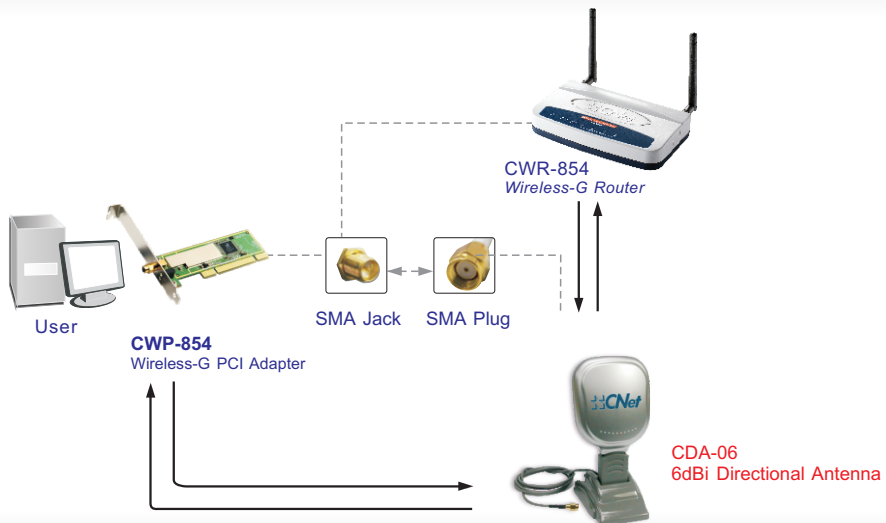 CWR-854
Wireless-G Router
SMA Jack
SMA Plug
User
CWP-854
Wireless-G PCI Adapter
CNet
CDA-06
6dBi Directional Antenna